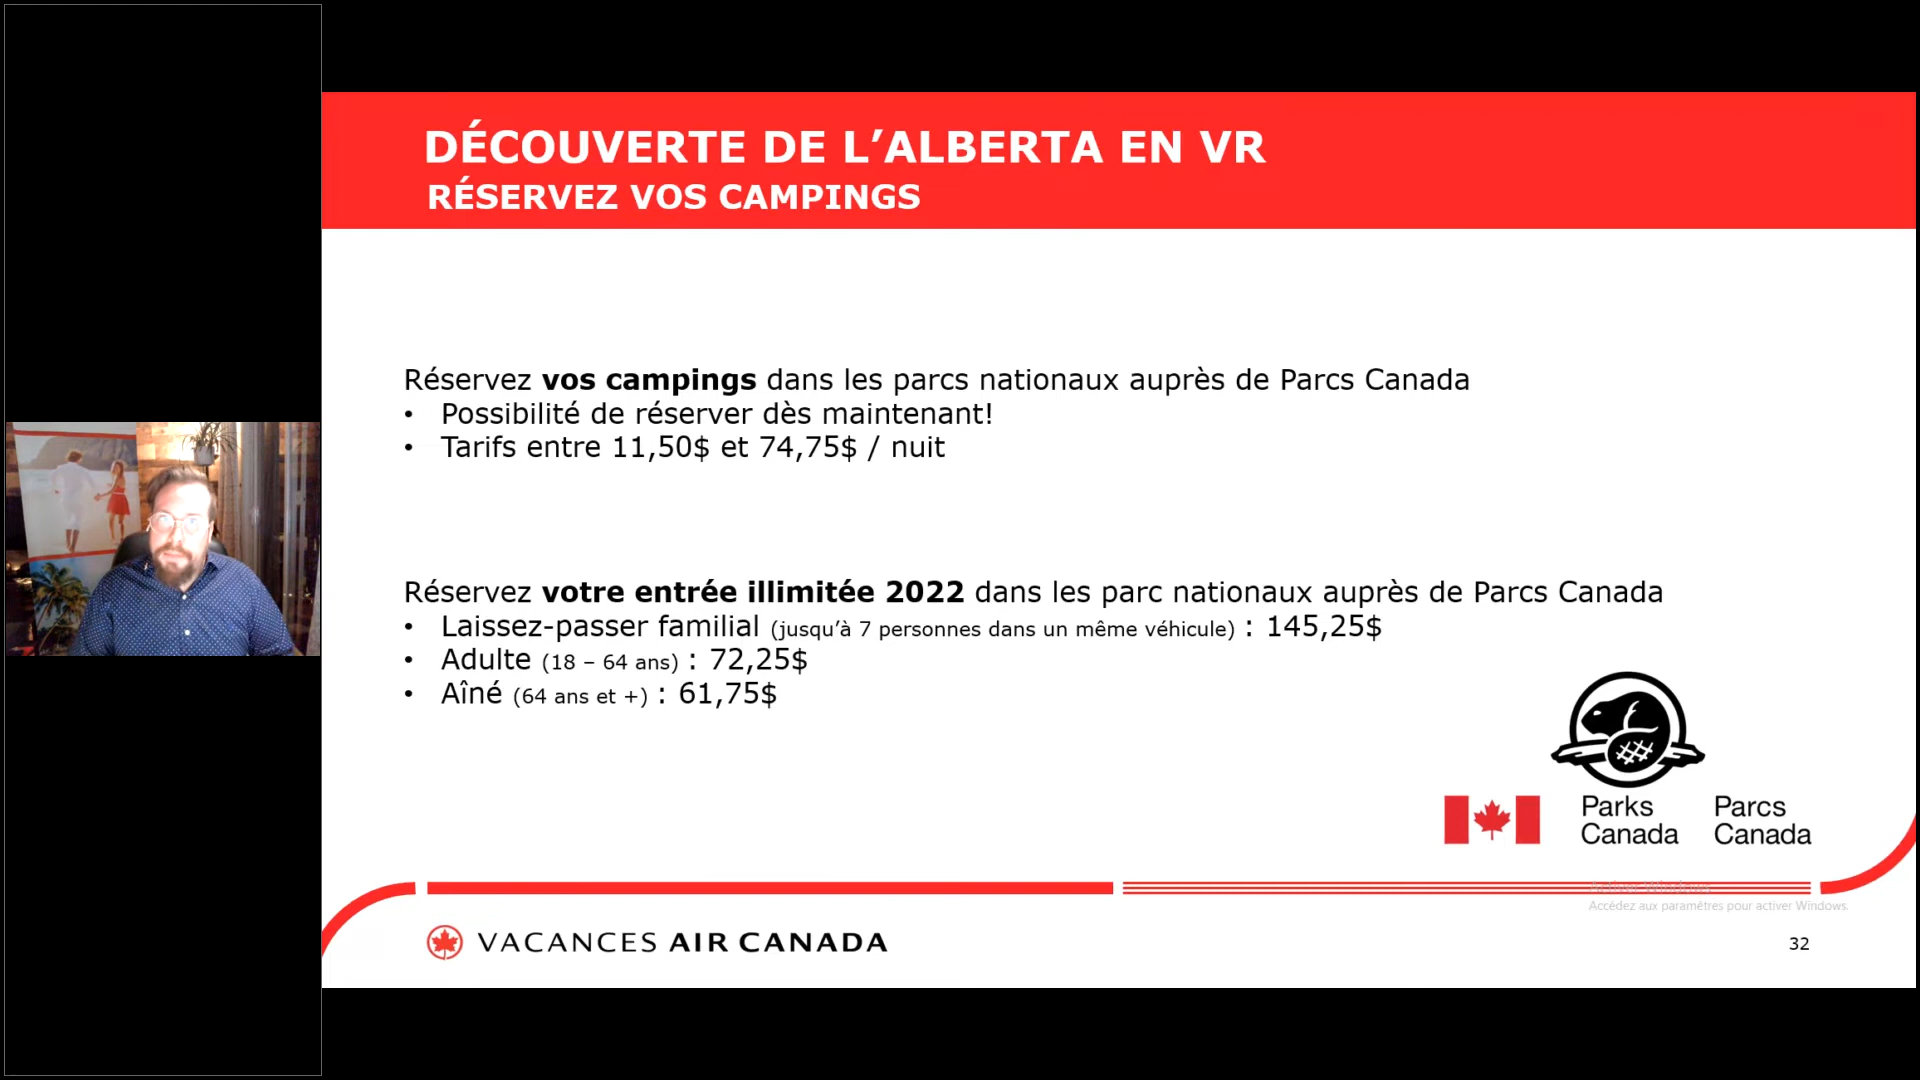 DÉCOUVERTE DE L’ALBERTA EN VR
RÉSERVEZ VOS CAMPINGS
Réservez vos campings dans les parcs nationaux auprès de Parcs Canada
• Possibilité de réserver dès maintenant!
• Tarifs entre 11,50$ et 74,75$ / nuit
Réservez votre entrée illimitée 2022 dans les parc nationaux auprès de Parcs Canada
• Laissez-passer familial (jusqu’à 7 personnes dans un même véhicule) : 145,25$
• Adulte (18 – 64 ans) : 72,25$
• Aîné (64 ans et +) : 61,75$
Parks Canada
Parcs Canada
Activer Windows
Accédez aux paramètres pour activer Windows.
VACANCES AIR CANADA
32